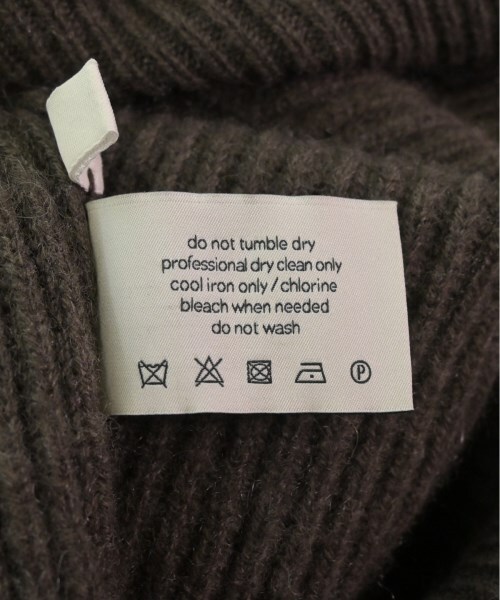 do not tumble dry
professional dry clean only
cool iron only / chlorine
bleach when needed
do not wash
P